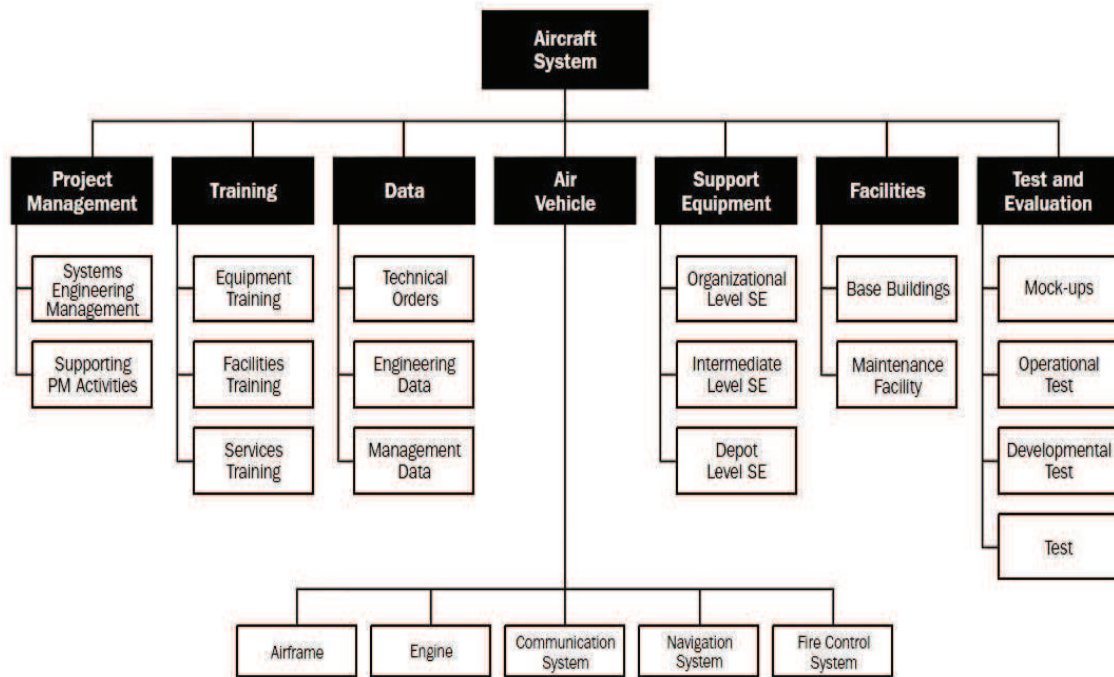 Aircraft
System
Project
Management
Training
Data
Air
Vehicle
Support
Equipment
Facilities
Test and
Evaluation
Systems
Engineering
Management
Supporting
PM Activities
Equipment
Training
Facilities
Training
Services
Training
Technical
Orders
Engineering
Data
Management
Data
Organizational
Level SE
Intermediate
Level SE
Depot
Level SE
Base Buildings
Maintenance
Facility
Mock-ups
Operational
Test
Developmental
Test
Test
Airframe
Engine
Communication
System
Navigation
System
Fire Control
System